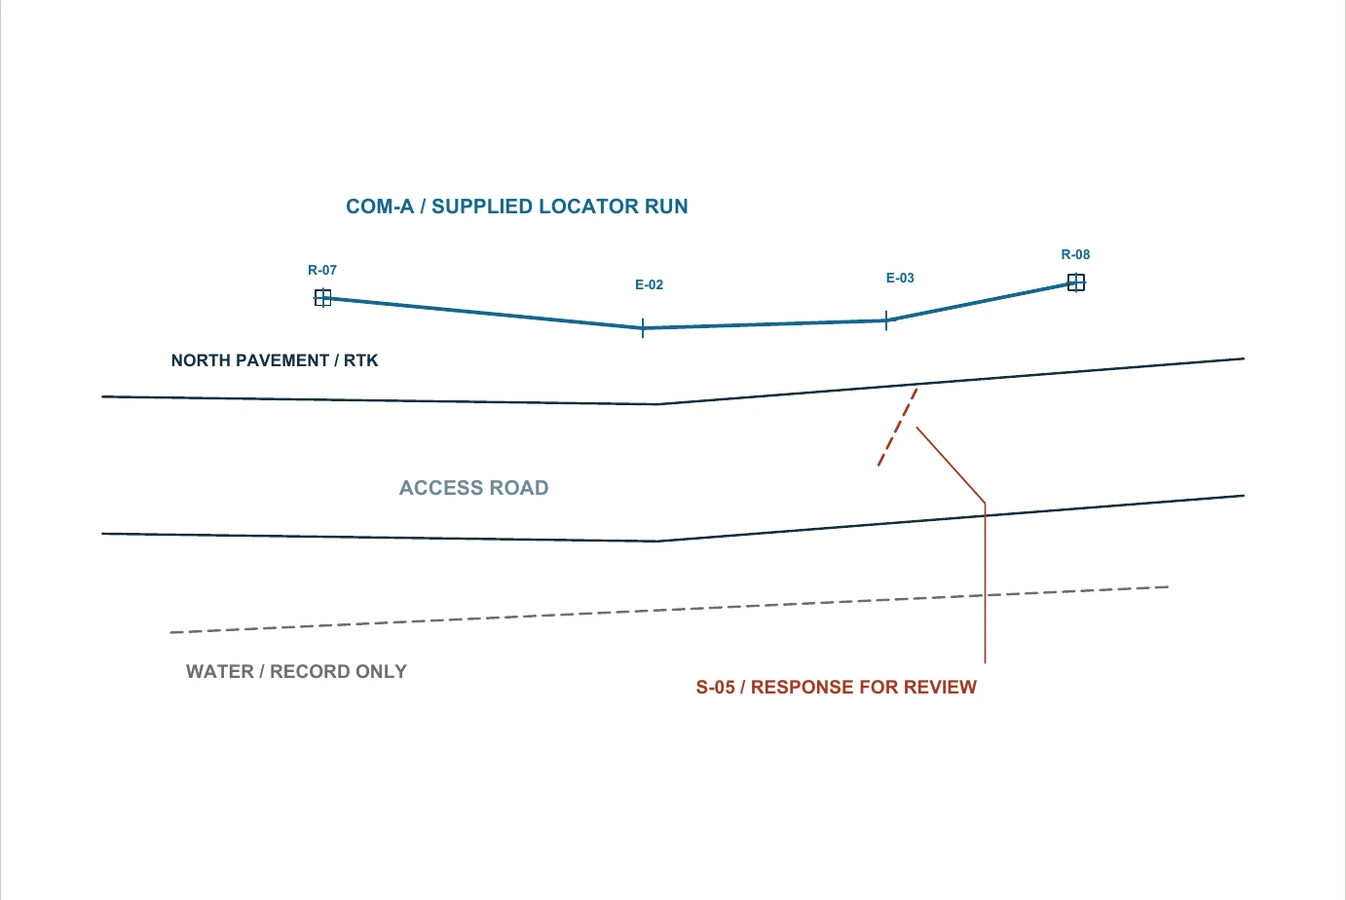 COM-A / SUPPLIED LOCATOR RUN
R-08
R-07
E-03
E-02
NORTH PAVEMENT / RTK
ACCESS ROAD
WATER / RECORD ONLY
S-05 / RESPONSE FOR REVIEW